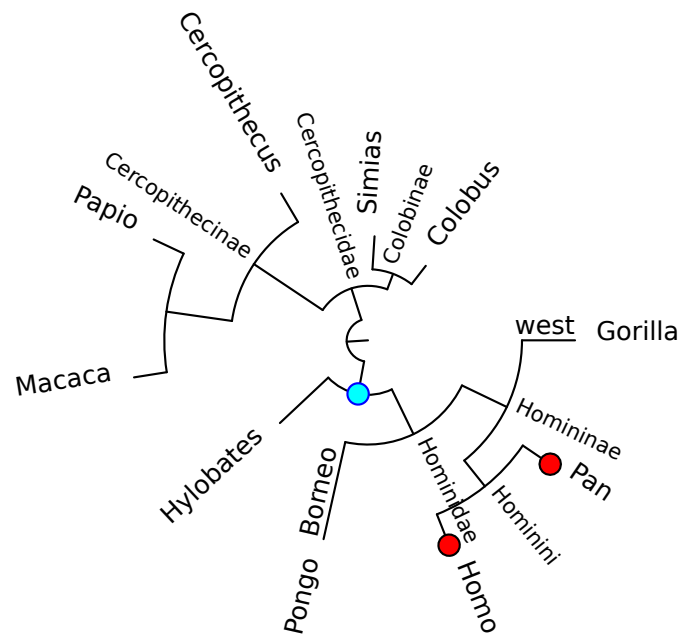 Cercopithecus
Cercopithecidae
Simias
Colobinae
Colobus
Cercopithecinae
Papio
west
Gorilla
Macaca
Homininae
Hylobates
Borneo
Hominidae
Pan
Hominini
Pongo
Homo